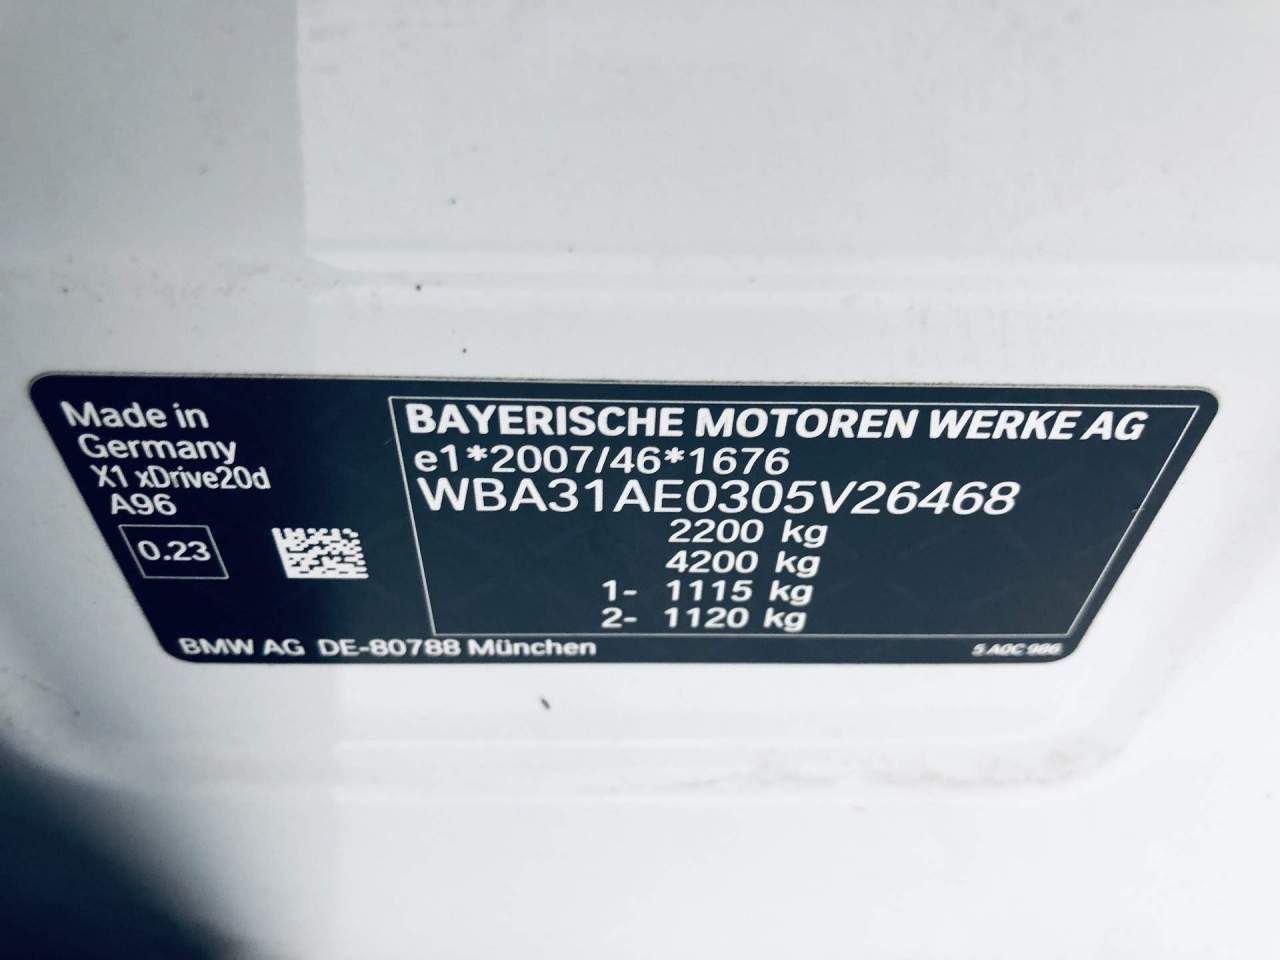 Made in
Germany
X1 xDrive20d
A96
0.23
BMW AG DE-80788 München
BAYERISCHE MOTOREN WERKE AG
e1*2007/46*1676
WBA31AE0305V26468
2200 kg
4200 kg
1- 1115 kg
2- 1120 kg
5 A0C 986